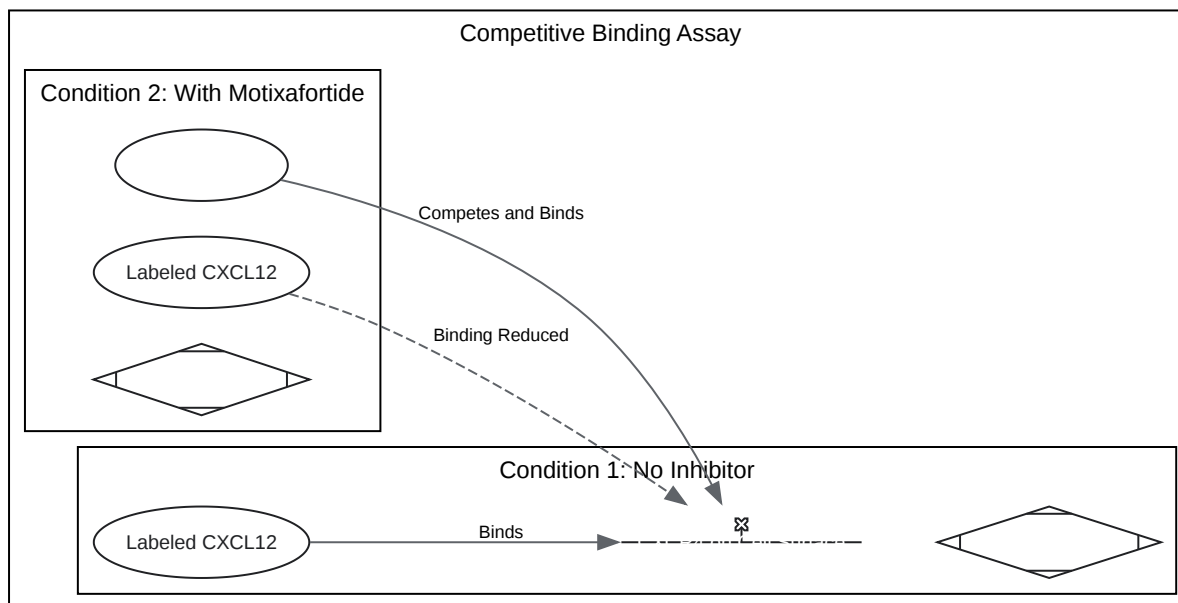 Competitive Binding Assay
Condition 2: With Motixafortide
Competes and Binds
Labeled CXCL12
Binding Reduced
Condition 1: No Inhibitor
Labeled CXCL12
Binds